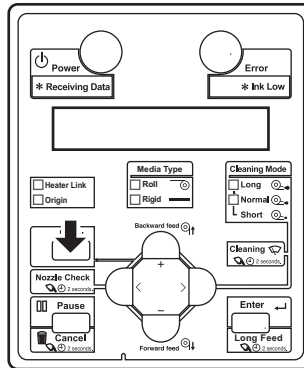 Power
Error
* Receiving Data
* Ink Low
Media Type
Roll
Rigid
Cleaning Mode
Long
Normal
Short
Heater Link
Origin
Backward feed
+
< >
–
Forward feed
Cleaning
2 seconds
Nozzle Check
2 seconds
Pause
Cancel
2 seconds
Enter
Long Feed
2 seconds